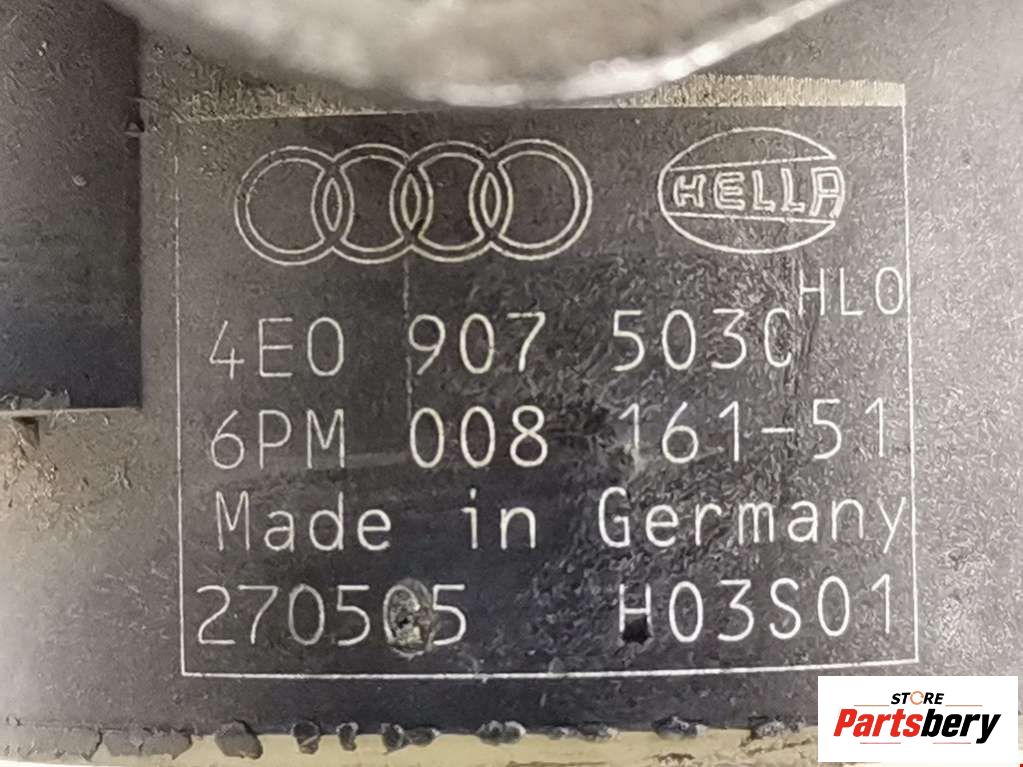 HELLA
HLO
4E0 907 503C
6PM 008 161-51
Made in Germany
270505 H03S01
STORE
Partsbery